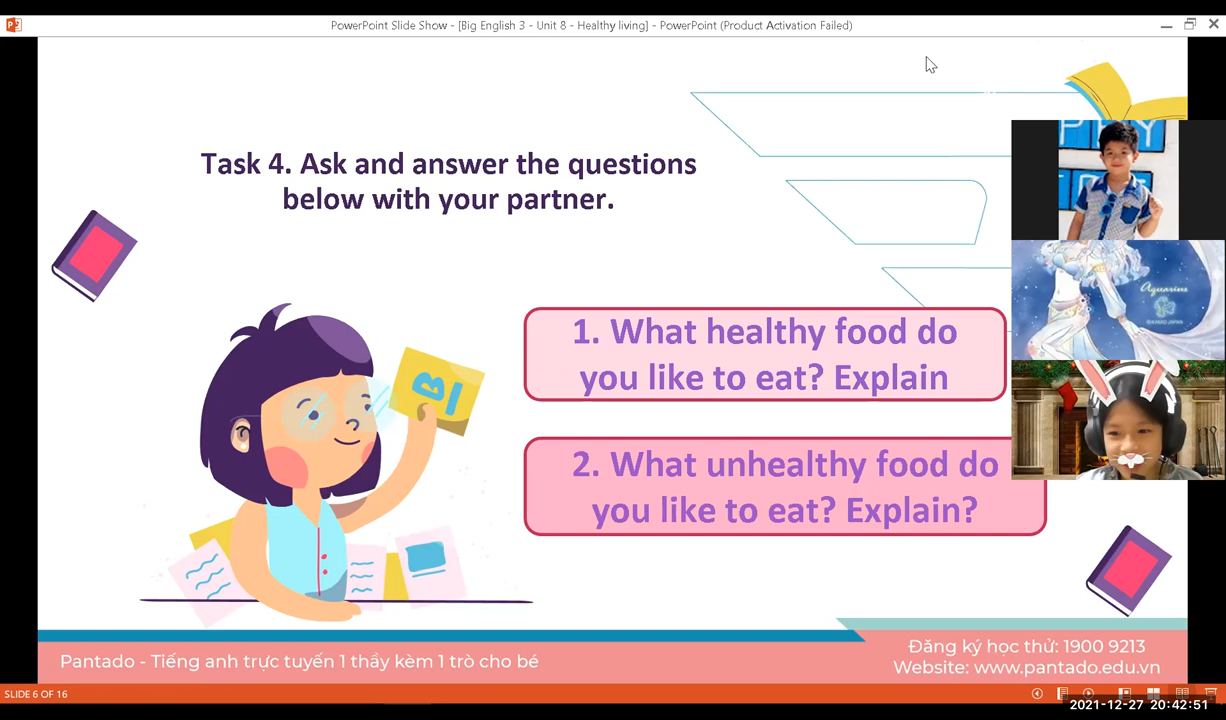 PowerPoint Slide Show - [Big English 3 - Unit 8 - Healthy living] - PowerPoint (Product Activation Failed)
Task 4. Ask and answer the questions
below with your partner.
Aquarius
1. What healthy food do
you like to eat? Explain
2. What unhealthy food do
you like to eat? Explain?
Pantado - Tiếng anh trực tuyến 1 thầy kèm 1 trò cho bé
Đăng ký học thử: 1900 9213
Website: www.pantado.edu.vn
SLIDE 6 OF 16
2021-12-27 20:42:51